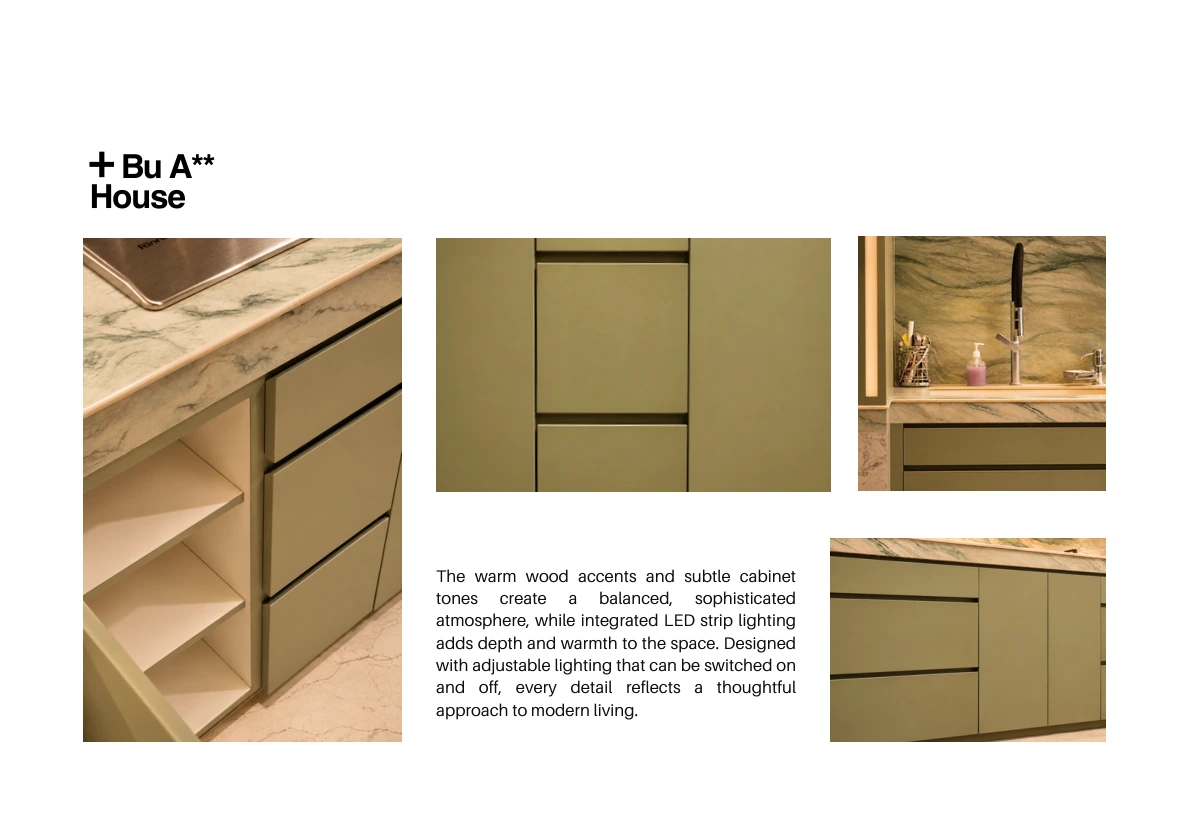 + Bu A**
House
The warm wood accents and subtle cabinet
tones create a balanced, sophisticated
atmosphere, while integrated LED strip lighting
adds depth and warmth to the space. Designed
with adjustable lighting that can be switched on
and off, every detail reflects a thoughtful
approach to modern living.